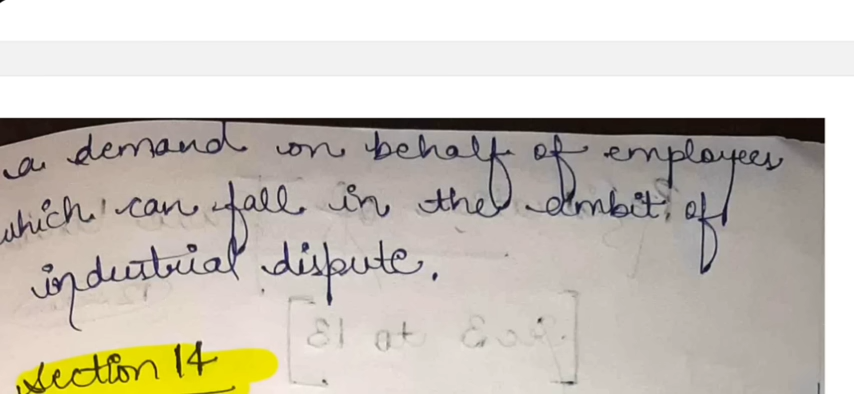 a demand on behalf of employees
which can fall in the ambit of
industrial dispute.
Section 14